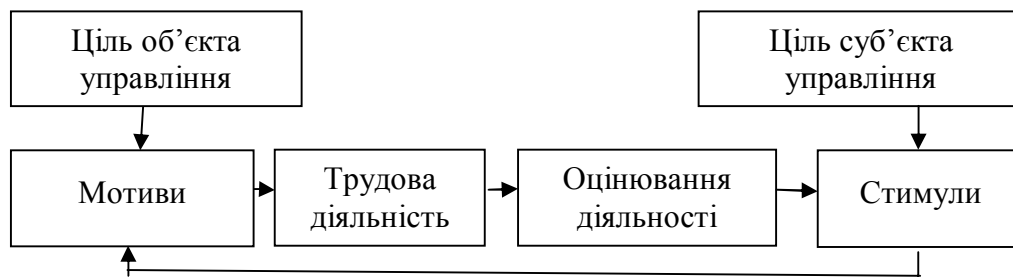 Ціль об’єкта
управління
Ціль суб’єкта
управління
Мотиви
Трудова
діяльність
Оцінювання
діяльності
Стимули